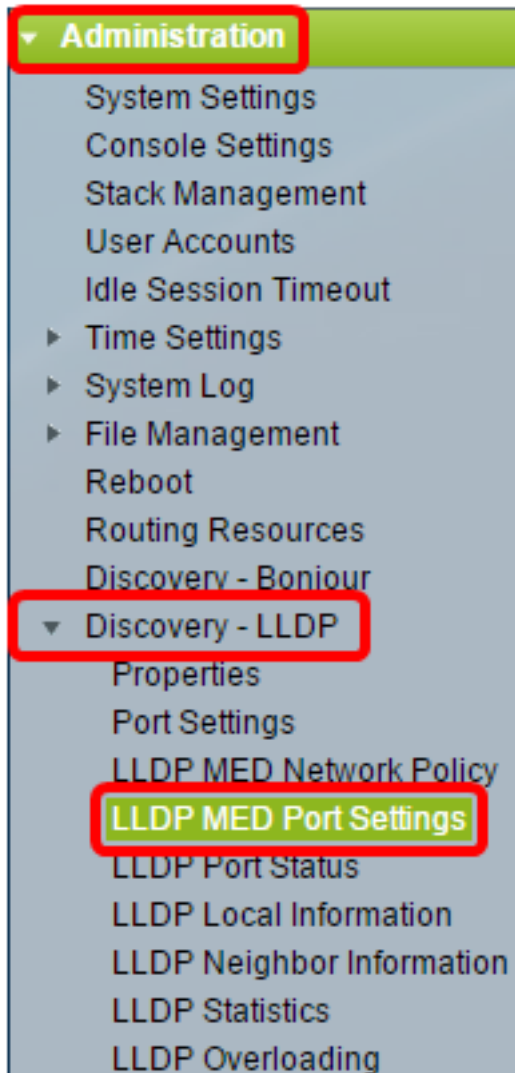 Administration
System Settings
Console Settings
Stack Management
User Accounts
Idle Session Timeout
Time Settings
System Log
File Management
Reboot
Routing Resources
Discovery - Bonjour
Discovery - LLDP
Properties
Port Settings
LLDP MED Network Policy
LLDP MED Port Settings
LLDP Port Status
LLDP Local Information
LLDP Neighbor Information
LLDP Statistics
LLDP Overloading